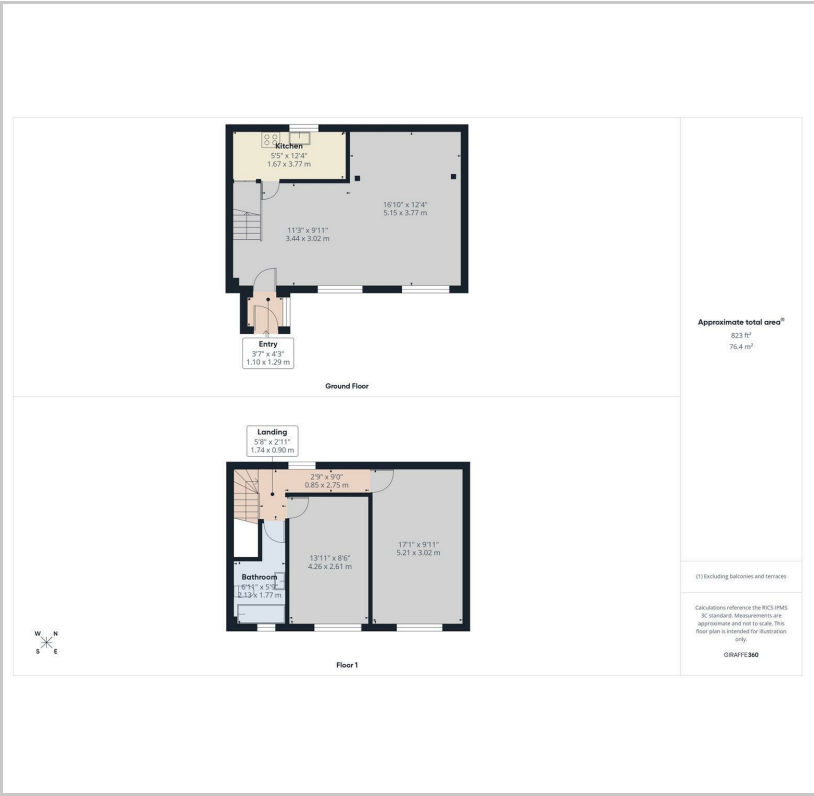 Kitchen
5'5" x 12'4"
1.67 x 3.77 m
16'10" x 12'4"
5.15 x 3.77 m
11'3" x 9'11"
3.44 x 3.02 m
Entry
3'7" x 4'3"
1.10 x 1.29 m
Ground Floor
Approximate total area⁽¹⁾
823 ft²
76.4 m²
Landing
5'8" x 2'11"
1.74 x 0.90 m
2'9" x 9'0"
0.85 x 2.75 m
17'1" x 9'11"
5.21 x 3.02 m
13'11" x 8'6"
4.26 x 2.61 m
Bathroom
6'11" x 5'9"
2.13 x 1.77 m
W N
S E
Floor 1
(1) Excluding balconies and terraces
Calculations reference the RICS IPMS
3C standard. Measurements are
approximate and not to scale. This
floor plan is intended for illustration
only.
GIRAFFE360